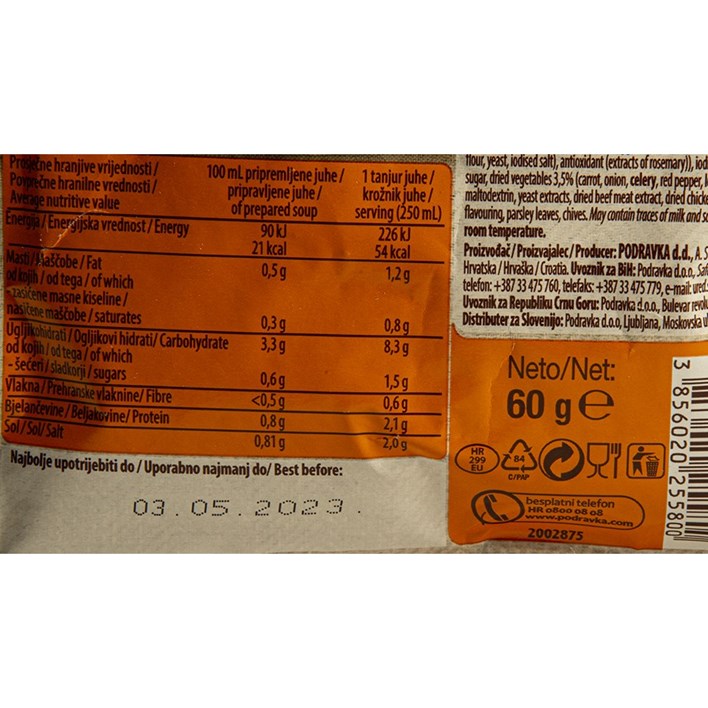 Prosječne hranjive vrijednosti /
Povprečne hranilne vrednosti /
Average nutritive value
100 mL pripremljene juhe /
pripravljene juhe /
of prepared soup
1 tanjur juhe /
krožnik juhe /
serving (250 mL)
Energija / Energijska vrednost / Energy 90 kJ 226 kJ
21 kcal 54 kcal
Masti / Maščobe / Fat 0,5 g 1,2 g
od kojih / od tega / of which
- zasićene masne kiseline /
nasičene maščobe / saturates 0,3 g 0,8 g
Ugljikohidrati / Ogljikovi hidrati / Carbohydrate 3,3 g 8,3 g
od kojih / od tega / of which
- šećeri / sladkorji / sugars 0,6 g 1,5 g
Vlakna / Prehranske vlaknine / Fibre <0,5 g 0,6 g
Bjelančevine / Beljakovine / Protein 0,8 g 2,1 g
Sol / Sol / Salt 0,81 g 2,0 g
Najbolje upotrijebiti do / Uporabno najmanj do/ Best before:
03.05.2023.
flour, yeast, iodised salt), antioxidant (extracts of rosemary)), iod
sugar, dried vegetables 3,5% (carrot, onion, celery, red pepper,
maltodextrin, yeast extracts, dried beef meat extract, dried chicke
flavouring, parsley leaves, chives. May contain traces of milk and
room temperature.
Proizvođač / Proizvajalec / Producer: PODRAVKA d.d., A. S
Hrvatska / Hrvaška / Croatia. Uvoznik za BiH: Podravka d.o.o.,
telefon: +387 33 475 760, telefaks: +387 33 475 779, e-mail: ured
Uvoznik za Republiku Crnu Goru: Podravka d.o.o., Bulevar
Distributer za Slovenijo: Podravka d.o.o, Ljubljana, Moskovska
Neto/Net:
60 g e
HR
299
EU
84
C/PAP
besplatni telefon
HR 0800 08 08
www.podravka.com
2002875
3 856020 255800